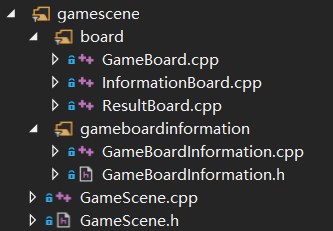 gamescene
board
GameBoard.cpp
InformationBoard.cpp
ResultBoard.cpp
gameboardinformation
GameBoardInformation.cpp
GameBoardInformation.h
GameScene.cpp
GameScene.h